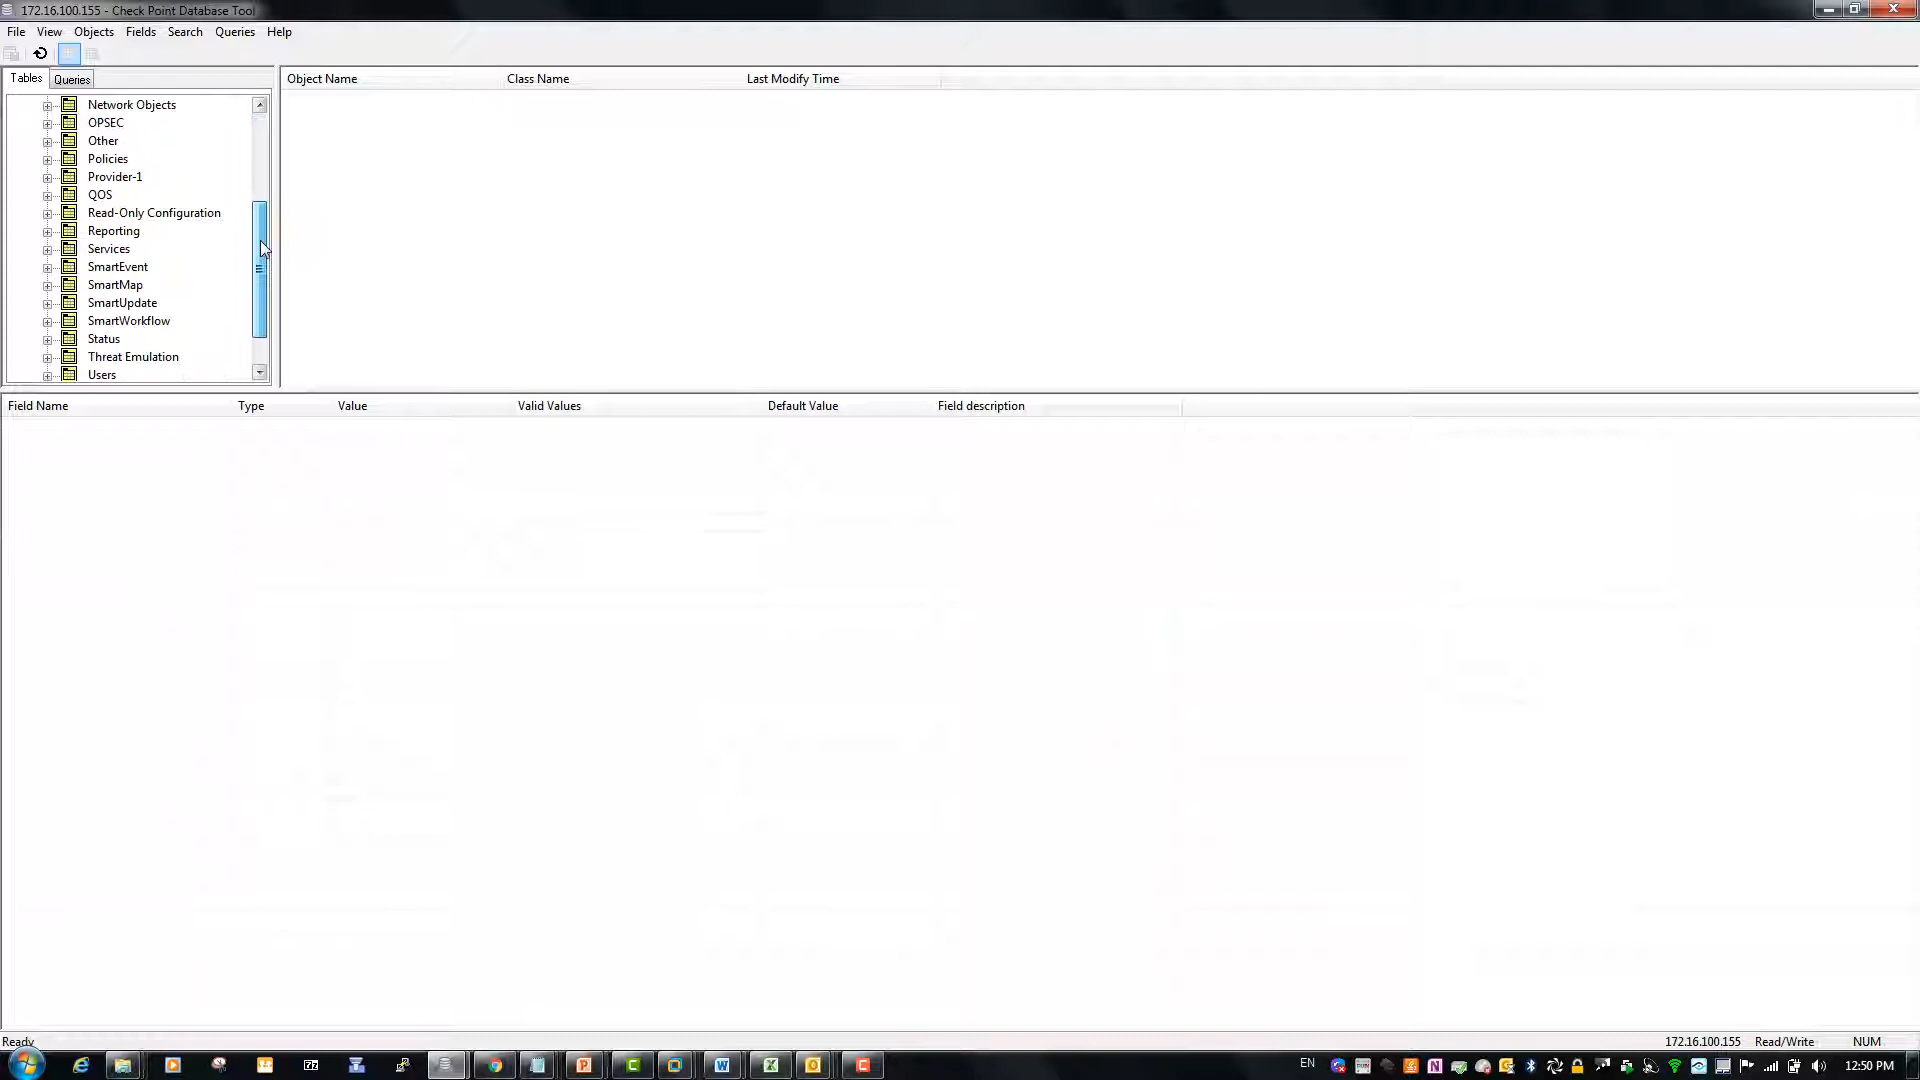 172.16.100.155 - Check Point Database Tool
File View Objects Fields Search Queries Help
Tables Queries
Object Name Class Name Last Modify Time
Network Objects
OPSEC
Other
Policies
Provider-1
QOS
Read-Only Configuration
Reporting
Services
SmartEvent
SmartMap
SmartUpdate
SmartWorkflow
Status
Threat Emulation
Users
Field Name Type Value Valid Values Default Value Field description
Ready 172.16.100.155 Read/Write NUM
EN 12:50 PM